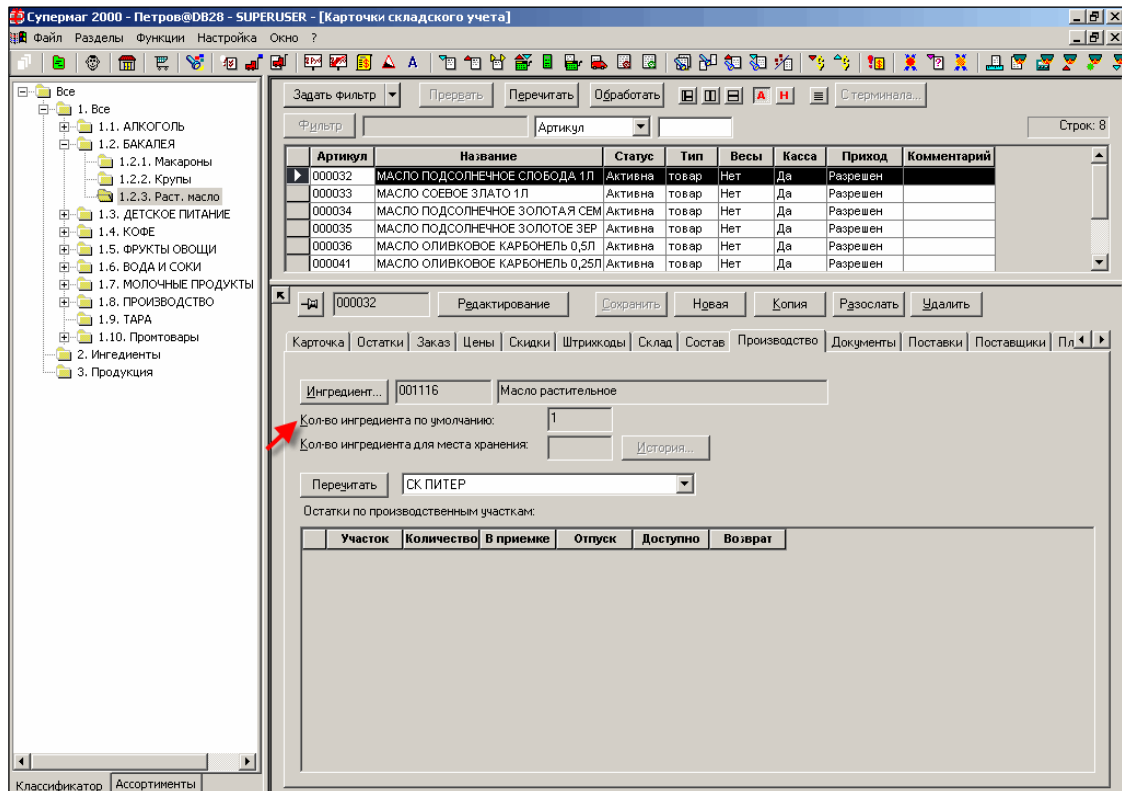 Супермаг 2000 - Петров@DB28 - SUPERUSER - [Карточки складского учета]
Файл Разделы Функции Настройка Окно ?
Все
1. Все
1.1. АЛКОГОЛЬ
1.2. БАКАЛЕЯ
1.2.1. Макароны
1.2.2. Крупы
1.2.3. Раст. масло
1.3. ДЕТСКОЕ ПИТАНИЕ
1.4. КОФЕ
1.5. ФРУКТЫ ОВОЩИ
1.6. ВОДА И СОКИ
1.7. МОЛОЧНЫЕ ПРОДУКТЫ
1.8. ПРОИЗВОДСТВО
1.9. ТАРА
1.10. Промтовары
2. Ингедиенты
3. Продукция
Классификатор Ассортименты
Задать фильтр Прервать Перечитать Обработать А Н С терминала...
Фильтр Артикул Строк: 8
Артикул Название Статус Тип Весы Касса Приход Комментарий
000032 МАСЛО ПОДСОЛНЕЧНОЕ СЛОБОДА 1Л Активна товар Нет Да Разрешен
000033 МАСЛО СОЕВОЕ ЗЛАТО 1Л Активна товар Нет Да Разрешен
000034 МАСЛО ПОДСОЛНЕЧНОЕ ЗОЛОТАЯ СЕМ Активна товар Нет Да Разрешен
000035 МАСЛО ПОДСОЛНЕЧНОЕ ЗОЛОТОЕ ЗЕР Активна товар Нет Да Разрешен
000036 МАСЛО ОЛИВКОВОЕ КАРБОНЕЛЬ 0,5Л Активна товар Нет Да Разрешен
000041 МАСЛО ОЛИВКОВОЕ КАРБОНЕЛЬ 0,25Л Активна товар Нет Да Разрешен
000032 Редактирование Сохранить Новая Копия Разослать Удалить
Карточка Остатки Заказ Цены Скидки Штрихкоды Склад Состав Производство Документы Поставки Поставщики Пл
Ингредиент... 001116 Масло растительное
Кол-во ингредиента по умолчанию: 1
Кол-во ингредиента для места хранения: История...
Перечитать СК ПИТЕР
Остатки по производственным участкам:
Участок Количество В приемке Отпуск Доступно Возврат